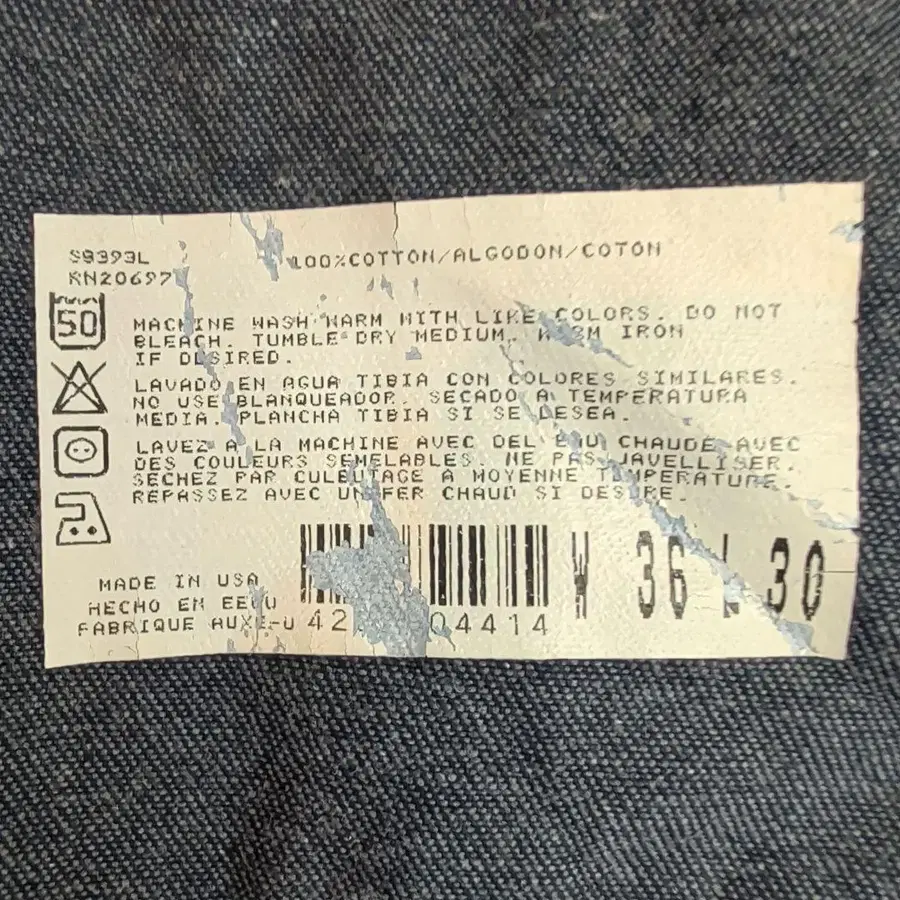 S9393L
RN20697
100%COTTON/ALGODON/COTON
50
MACHINE WASH WARM WITH LIKE COLORS. DO NOT
BLEACH. TUMBLE DRY MEDIUM. WARM IRON
IF DESIRED.
LAVADO EN AGUA TIBIA CON COLORES SIMILARES.
NO USE BLANQUEADOR. SECADO A TEMPERATURA
MEDIA. PLANCHA TIBIA SI SE DESEA.
LAVEZ A LA MACHINE AVEC DEL'EAU CHAUDE AVEC
DES COULEURS SEMELABLES. NE PAS JAVELLISER.
SECHEZ PAR CULBUTAGE A MOYENNE TEMPERATURE.
REPASSEZ AVEC UN FER CHAUD SI DESIRE.
MADE IN USA
HECHO EN EEUU
FABRIQUE AUX E-U
W 36 L 30